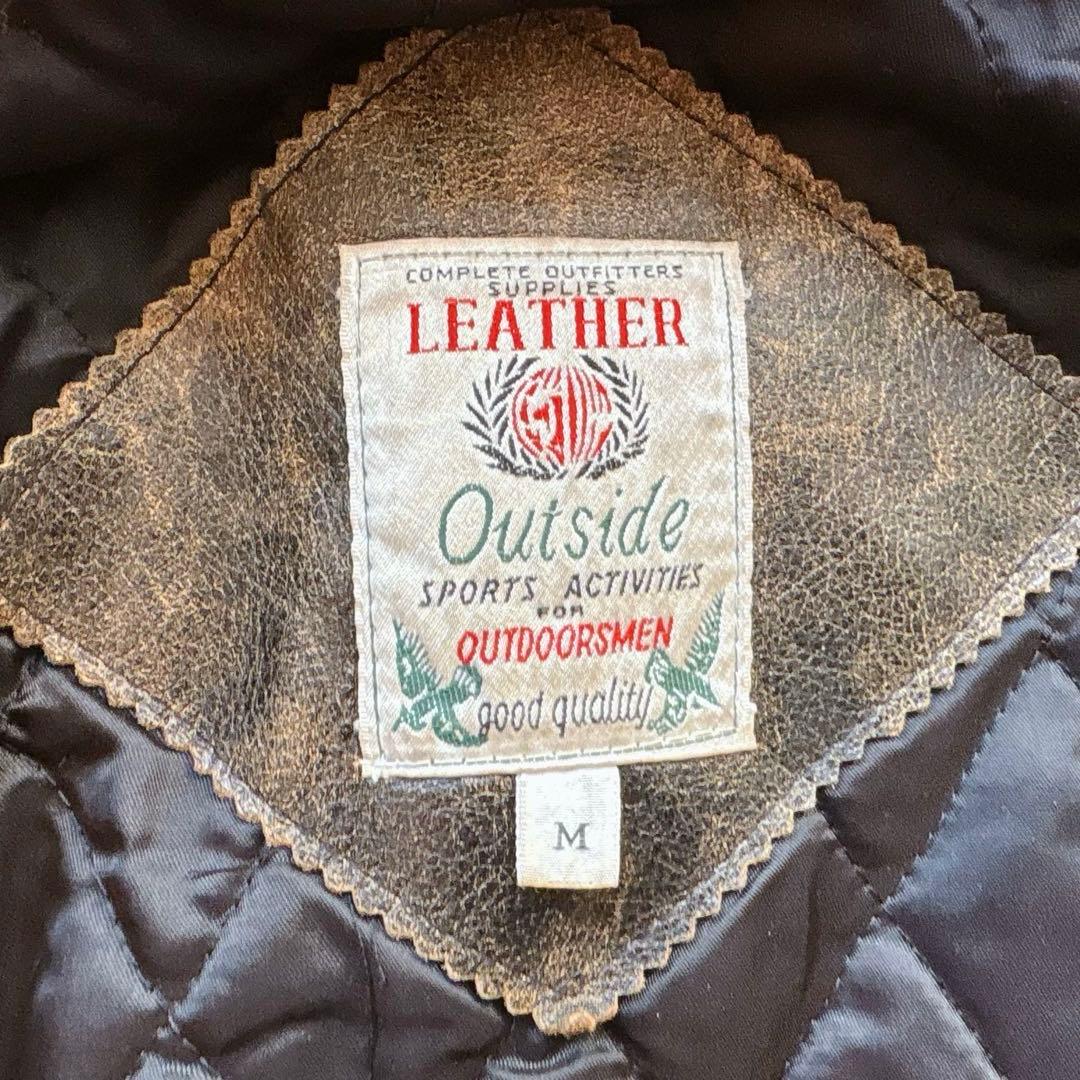 COMPLETE OUTFITTERS
SUPPLIES
LEATHER
Outside
SPORTS ACTIVITIES
FOR
OUTDOORSMEN
good quality
M